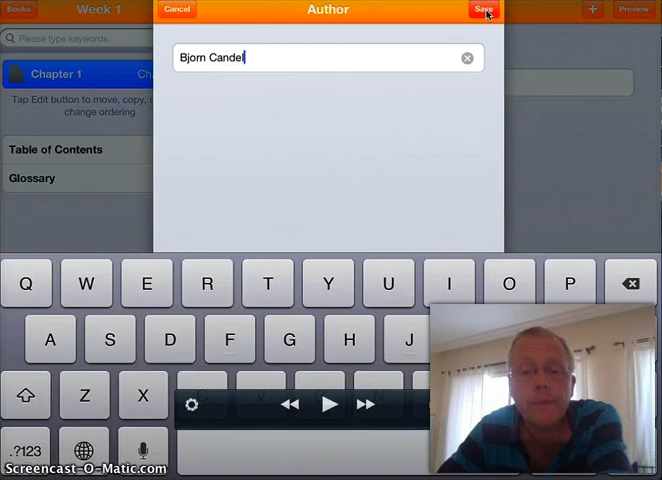 Books
Week 1
Cancel
Author
Save
+
Preview
Please type keywords
Bjorn Candel
Chapter 1
Tap Edit button to move, copy,
change ordering
Table of Contents
Glossary
Q W E R T Y U I O P
A S D F G H J
Z X C V B N M
.?123
Screencast-O-Matic.com